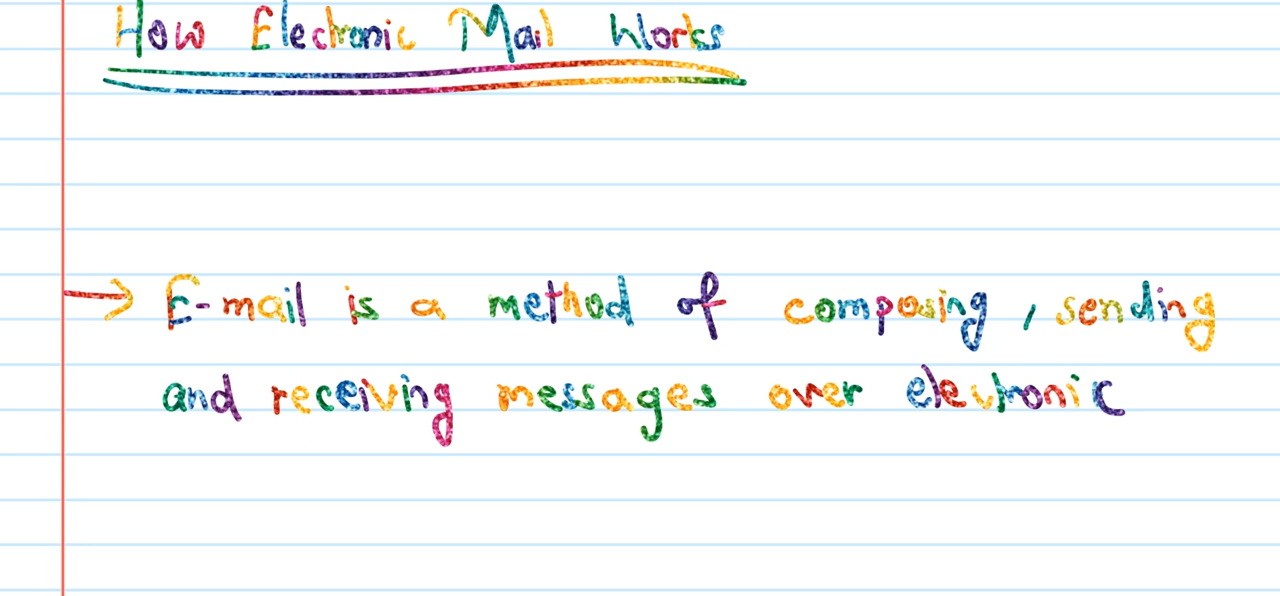 How Electronic Mail Works
→ E-mail is a method of composing, sending
and receiving messages over electronic